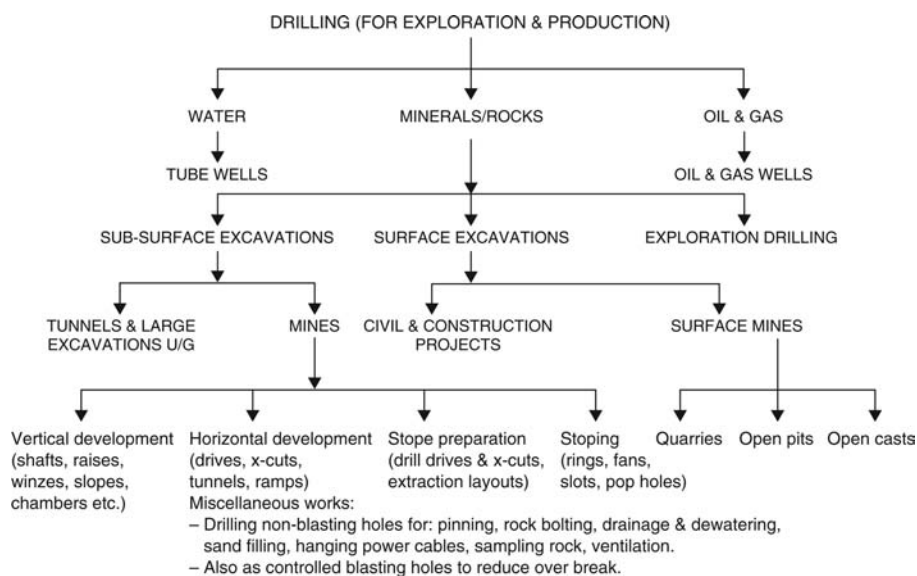 DRILLING (FOR EXPLORATION & PRODUCTION)
WATER
MINERALS/ROCKS
OIL & GAS
TUBE WELLS
OIL & GAS WELLS
SUB-SURFACE EXCAVATIONS
SURFACE EXCAVATIONS
EXPLORATION DRILLING
TUNNELS & LARGE
EXCAVATIONS U/G
MINES
CIVIL & CONSTRUCTION
PROJECTS
SURFACE MINES
Vertical development
(shafts, raises,
winzes, slopes,
chambers etc.)
Horizontal development
(drives, x-cuts,
tunnels, ramps)
Miscellaneous works:
– Drilling non-blasting holes for: pinning, rock bolting, drainage & dewatering,
sand filling, hanging power cables, sampling rock, ventilation.
– Also as controlled blasting holes to reduce over break.
Stope preparation
(drill drives & x-cuts,
extraction layouts)
Stoping
(rings, fans,
slots, pop holes)
Quarries
Open pits
Open casts